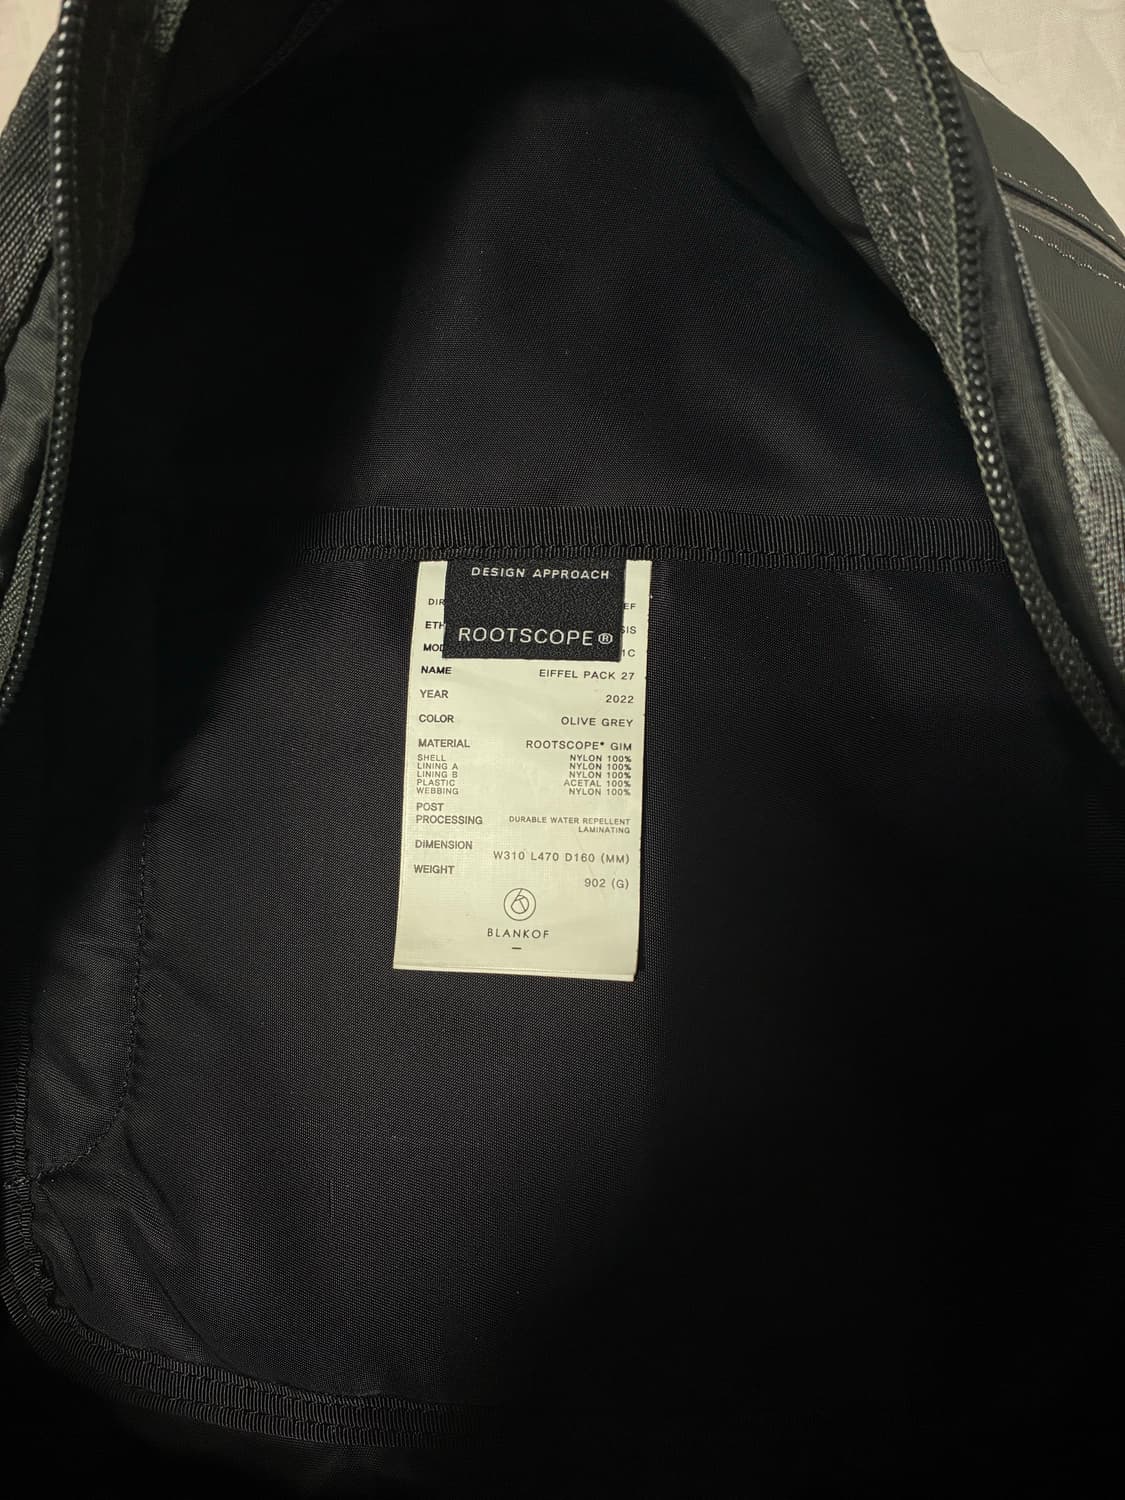 DESIGN APPROACH
ROOTSCOPE®
NAME EIFFEL PACK 27
YEAR 2022
COLOR OLIVE GREY
MATERIAL ROOTSCOPE® GIM
SHELL NYLON 100%
LINING A NYLON 100%
LINING B NYLON 100%
PLASTIC ACETAL 100%
WEBBING NYLON 100%
POST
PROCESSING DURABLE WATER REPELLENT
LAMINATING
DIMENSION W310 L470 D160 (MM)
WEIGHT 902 (G)
BLANKOF